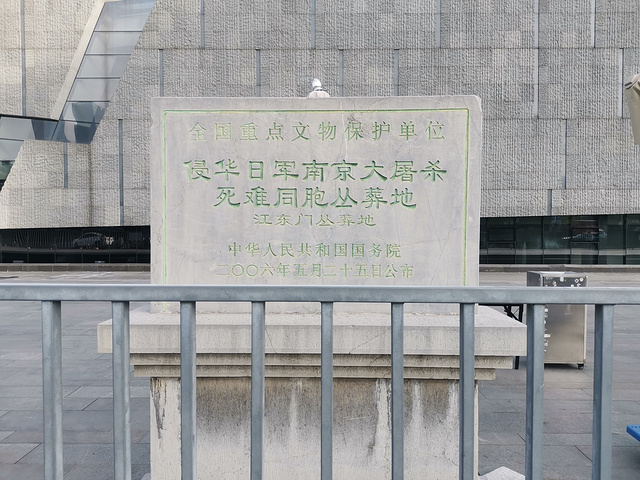 全国重点文物保护单位
侵华日军南京大屠杀
死难同胞丛葬地
江东门丛葬地
中华人民共和国国务院
二〇〇六年五月二十五日公布